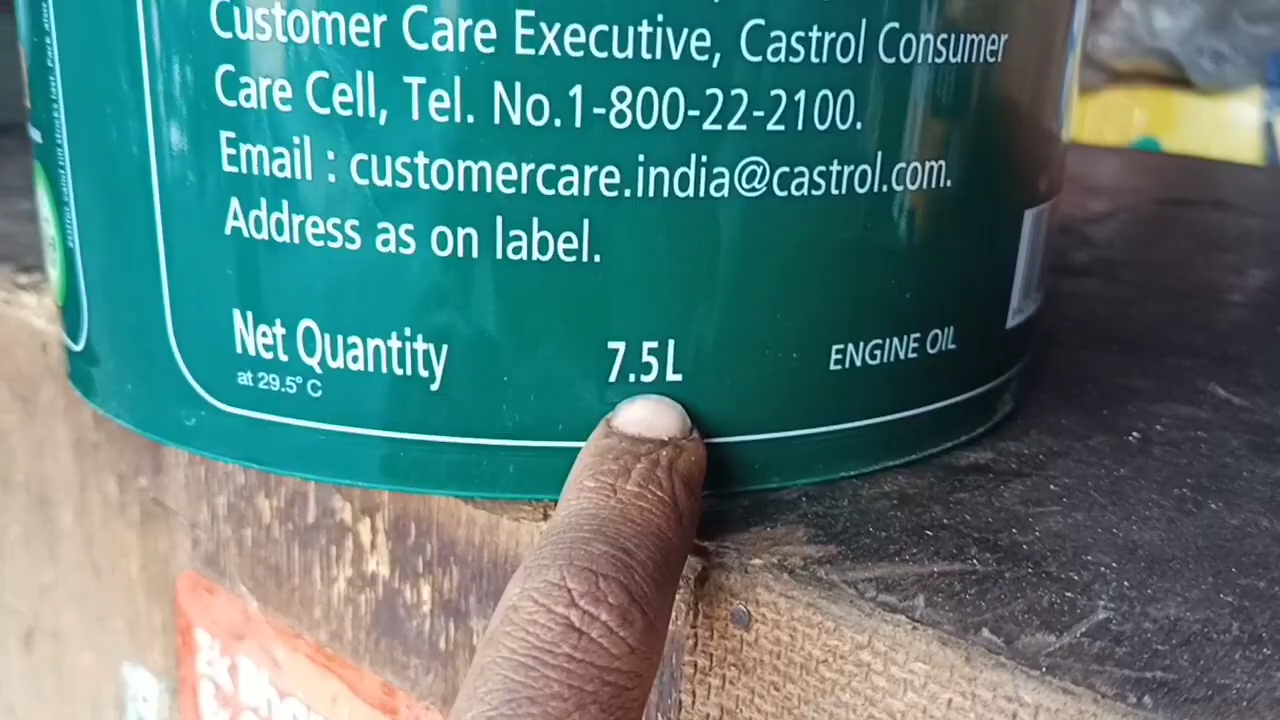 Customer Care Executive, Castrol Consumer
Care Cell, Tel. No.1-800-22-2100.
Email : customercare.india@castrol.com.
Address as on label.
Net Quantity 7.5L ENGINE OIL
at 29.5° C
Ek